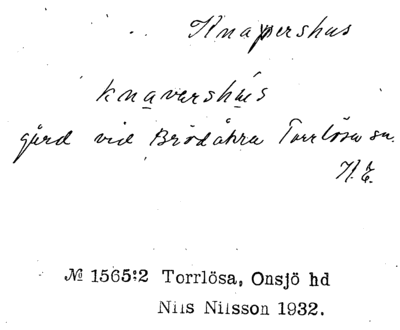 Knapershus
knavershús
gård vid Brödåkra Torrlösa sn.
N. E.
№ 1565:2 Torrlösa, Onsjö hd
Nils Nilsson 1932.